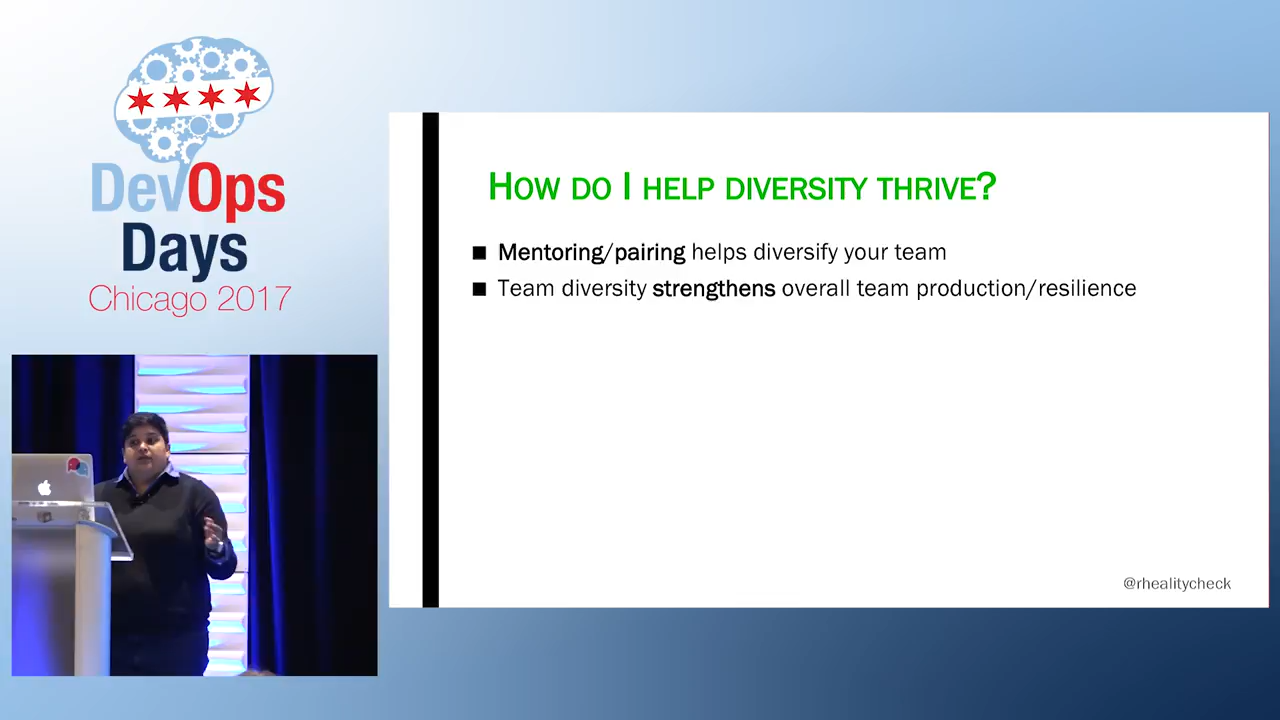 DevOps
Days
Chicago 2017
HOW DO I HELP DIVERSITY THRIVE?
Mentoring/pairing helps diversify your team
Team diversity strengthens overall team production/resilience
@rhealitycheck